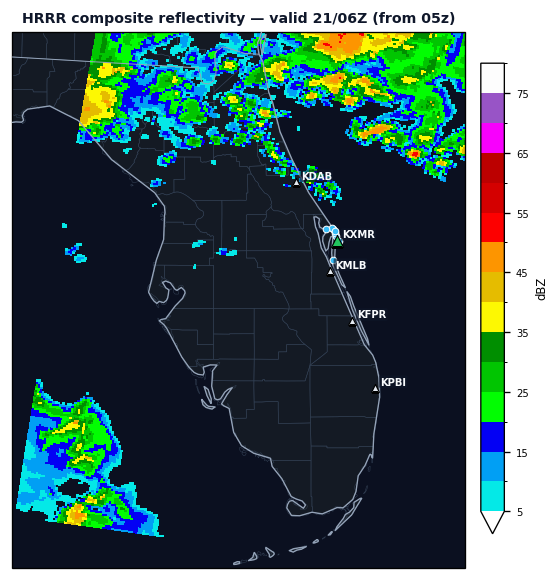 HRRR composite reflectivity — valid 21/06Z (from 05z)
75
65
55
45
35
25
15
5
dBZ
KDAB
KXMR
KMLB
KFPR
KPBI